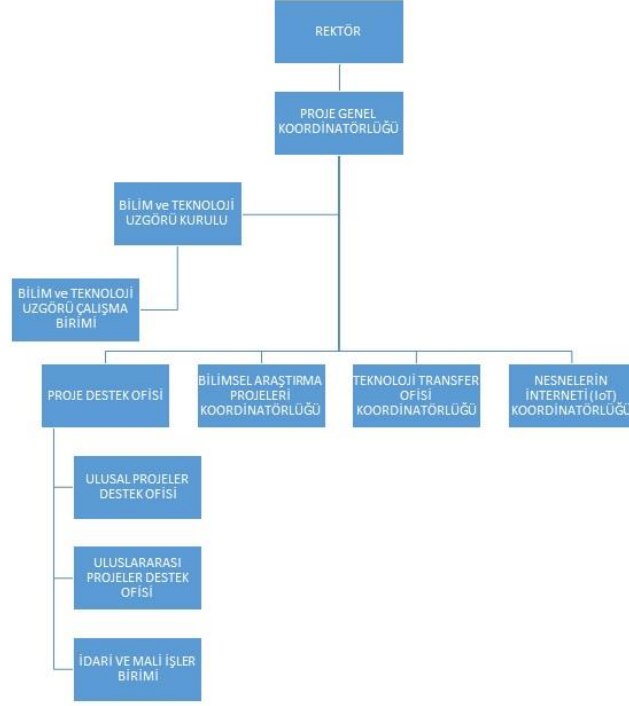 REKTÖR
PROJE GENEL
KOORDİNATÖRLÜĞÜ
BİLİM ve TEKNOLOJİ
UZGÖRÜ KURULU
BİLİM ve TEKNOLOJİ
UZGÖRÜ ÇALIŞMA
BİRİMİ
PROJE DESTEK OFİSİ
BİLİMSEL ARAŞTIRMA
PROJELERİ
KOORDİNATÖRLÜĞÜ
TEKNOLOJİ TRANSFER
OFİSİ
KOORDİNATÖRLÜĞÜ
NESNELERİN
İNTERNETİ (IoT)
KOORDİNATÖRLÜĞÜ
ULUSAL PROJELER
DESTEK OFİSİ
ULUSLARARASI
PROJELER DESTEK
OFİSİ
İDARİ VE MALİ İŞLER
BİRİMİ